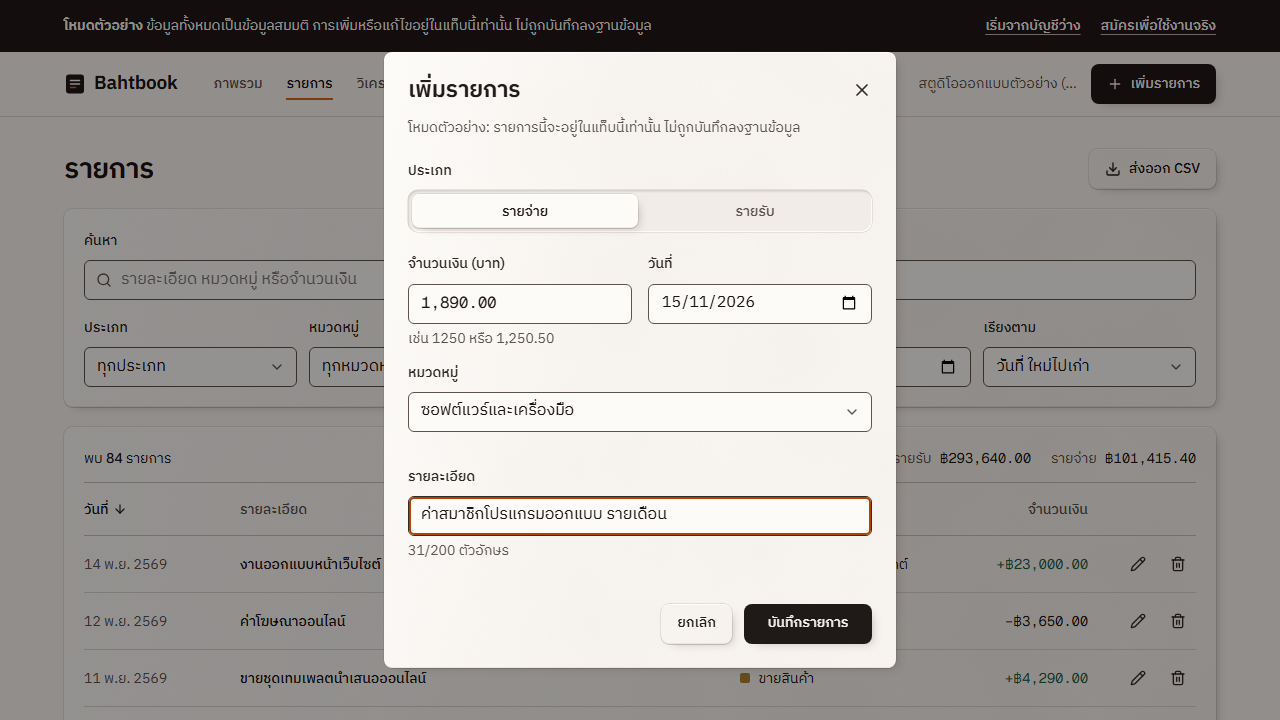 โหมดตัวอย่าง ข้อมูลทั้งหมดเป็นข้อมูลสมมติ การเพิ่มหรือแก้ไขอยู่ในแท็บนี้เท่านั้น ไม่ถูกบันทึกลงฐานข้อมูล
เริ่มจากบัญชีว่าง
สมัครเพื่อใช้งานจริง
Bahtbook
ภาพรวม
รายการ
สตูดิโอออกแบบตัวอย่าง (...
เพิ่มรายการ
รายการ
ส่งออก CSV
ค้นหา
รายละเอียด หมวดหมู่ หรือจำนวนเงิน
ประเภท
หมวดหมู่
เรียงตาม
ทุกประเภท
วันที่ ใหม่ไปเก่า
พบ 84 รายการ
รายรับ ฿293,640.00
รายจ่าย ฿101,415.40
วันที่
รายละเอียด
จำนวนเงิน
14 พ.ย. 2569
งานออกแบบหน้าเว็บไซต์
+฿23,000.00
12 พ.ย. 2569
ค่าโฆษณาออนไลน์
−฿3,650.00
11 พ.ย. 2569
ขายชุดเทมเพลตนำเสนอออนไลน์
ขายสินค้า
+฿4,290.00
เพิ่มรายการ
โหมดตัวอย่าง: รายการนี้จะอยู่ในแท็บนี้เท่านั้น ไม่ถูกบันทึกลงฐานข้อมูล
ประเภท
รายจ่าย
รายรับ
จำนวนเงิน (บาท)
วันที่
1,890.00
15/11/2026
เช่น 1250 หรือ 1,250.50
หมวดหมู่
ซอฟต์แวร์และเครื่องมือ
รายละเอียด
ค่าสมาชิกโปรแกรมออกแบบ รายเดือน
31/200 ตัวอักษร
ยกเลิก
บันทึกรายการ